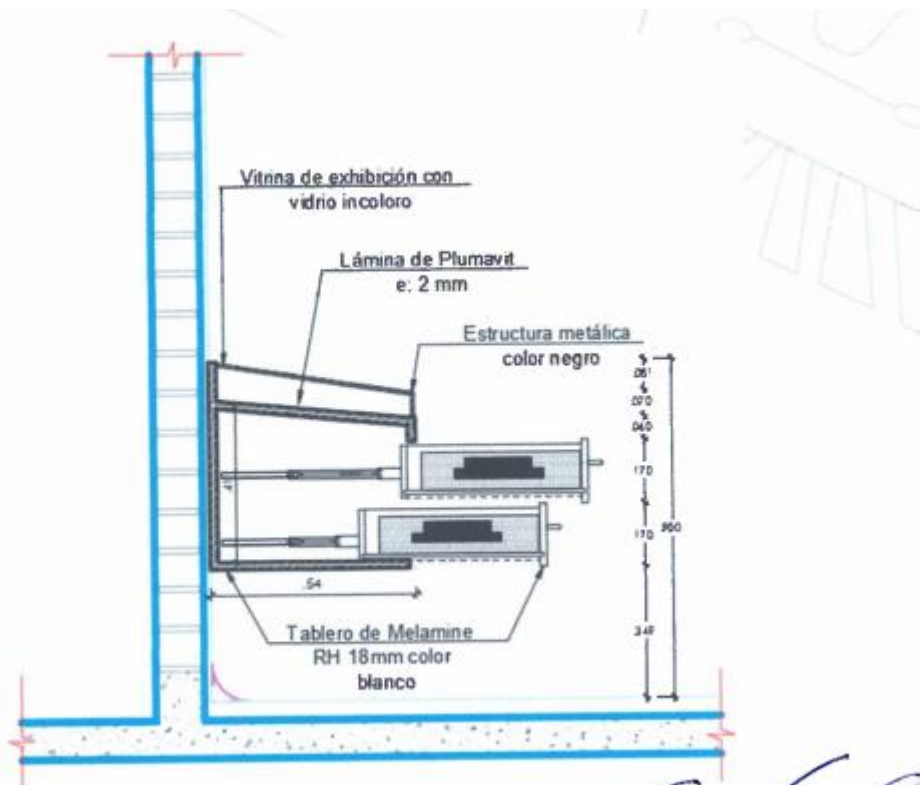 Vitrina de exhibición con
vidrio incoloro
Lámina de Plumavit
e: 2 mm
Estructura metálica
color negro
.070
.060
.170
.170
.900
.54
Tablero de Melamine
RH 18mm color
blanco